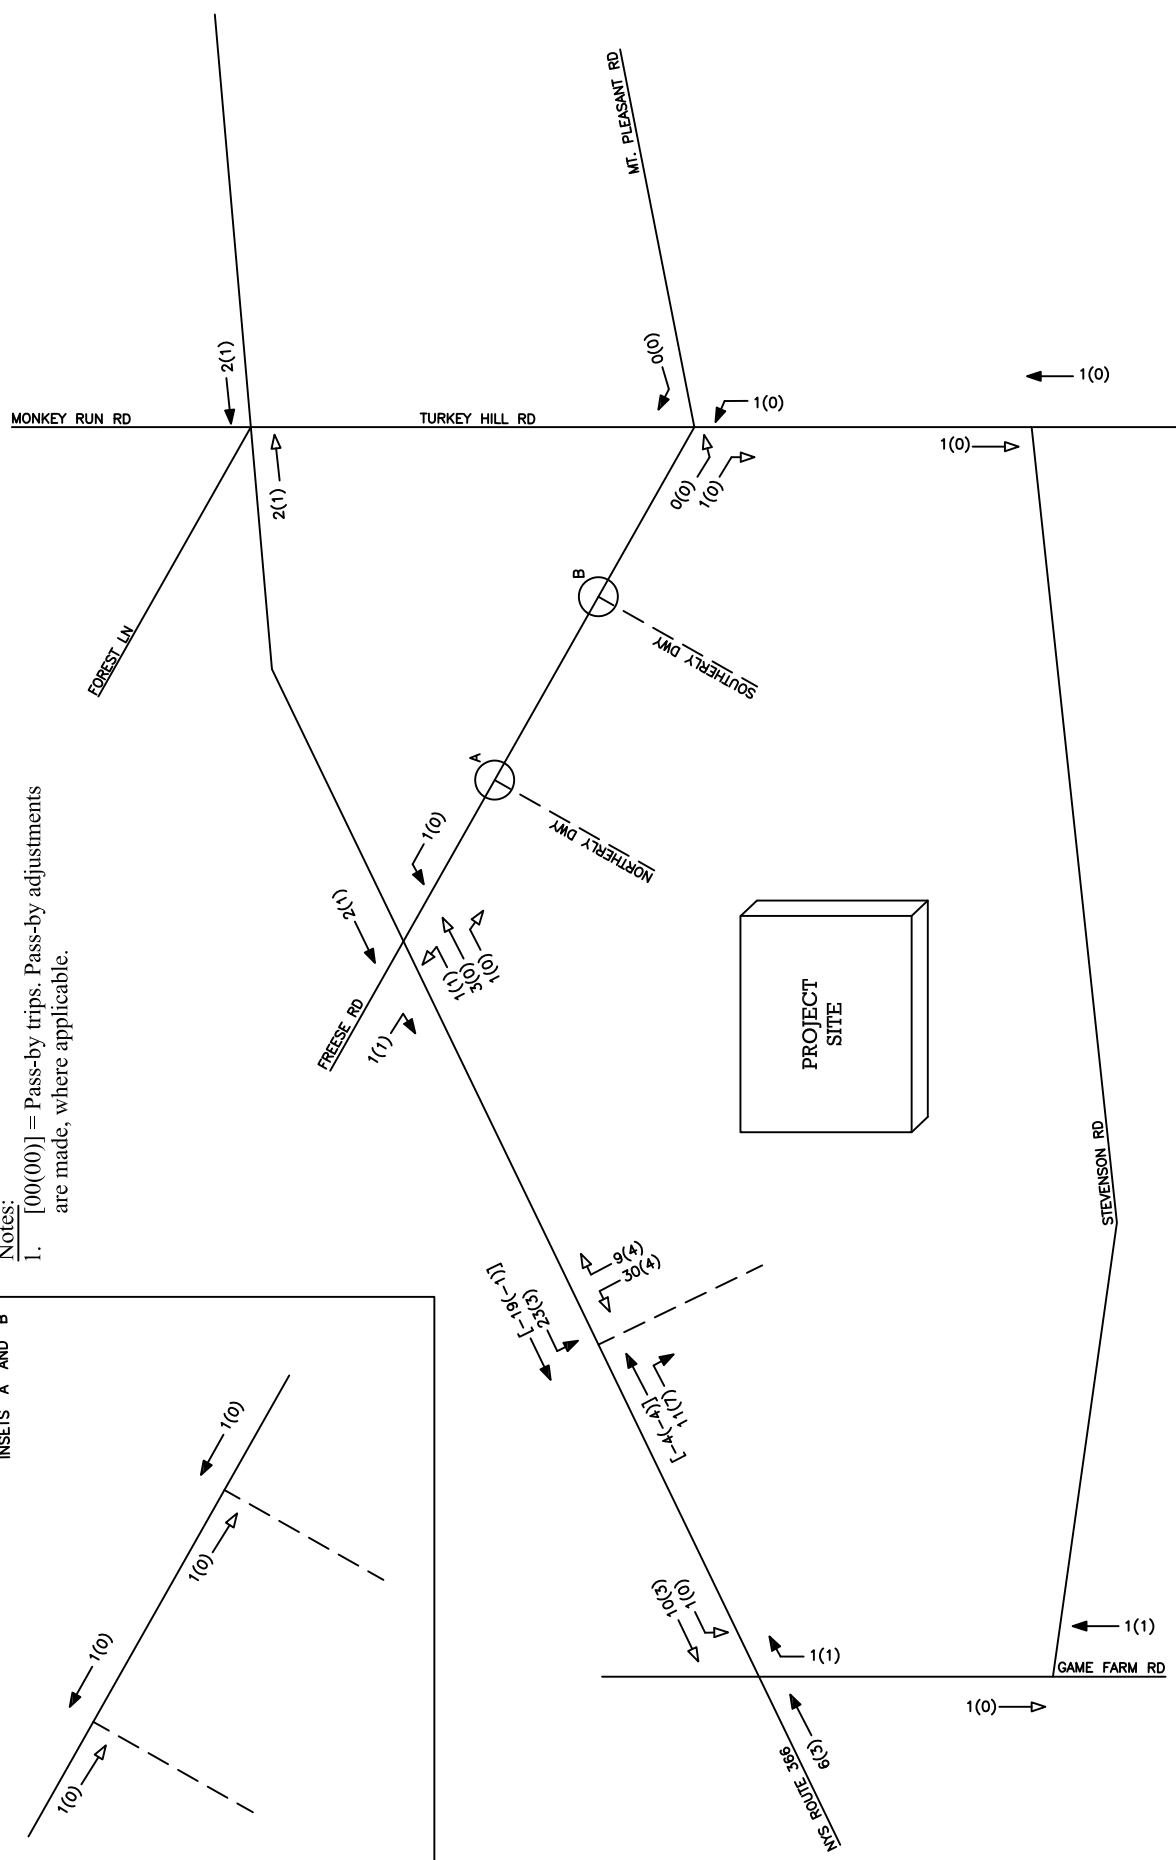 MONKEY RUN RD
TURKEY HILL RD
MT. PLEASANT RD
FOREST LN
2(1)
2(1)
0(0)
1(0)
0(0)
1(0)
1(0)
1(0)
B
SOUTHERLY DWY
A
NORTHERLY DWY
1(0)
2(1)
FREESE RD
1(1)
1(1)
3(0)
1(0)
Notes:
1. [00(00)] = Pass-by trips. Pass-by adjustments
are made, where applicable.
PROJECT
SITE
STEVENSON RD
[-19(-1)]
23(3)
9(4)
30(4)
[-4(-4)]
11(7)
10(3)
1(0)
1(1)
6(3)
NYS ROUTE 366
GAME FARM RD
1(1)
1(0)
INSETS A AND B
1(0)
1(0)
1(0)
1(0)